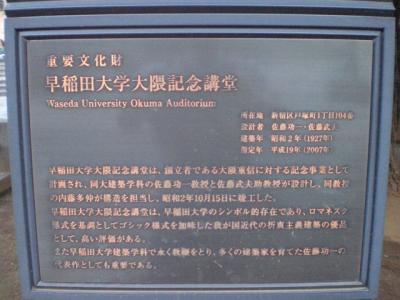 重要文化財
早稲田大学大隈記念講堂
(Waseda University Okuma Auditorium)
所在地 新宿区戸塚町1丁目104番
設計者 佐藤功一・佐藤武夫
建築年 昭和2年(1927年)
指定年 平成19年(2007年)
早稲田大学大隈記念講堂は、創立者である大隈重信に対する記念事業として
計画され、同大建築学科の佐藤功一教授と佐藤武夫助教授が設計し、同教授
の内藤多仲が構造を担当し、昭和2年10月15日に竣工した。
早稲田大学大隈記念講堂は、早稲田大学のシンボル的存在であり、ロマネスク
様式を基調としてゴシック様式を加味した我が国近代の折衷主義建築の優品
として、高い評価がある。
また早稲田大学建築学科で永く教鞭をとり、多くの建築家を育てた佐藤功一の
代表作としても重要である。